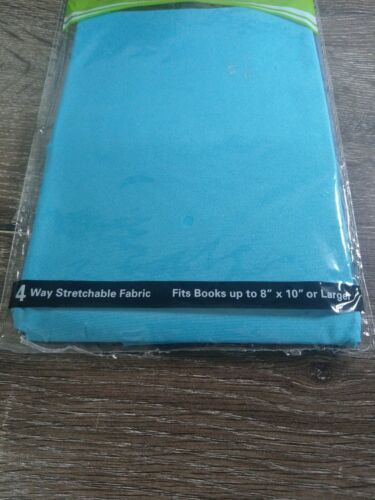 4 Way Stretchable Fabric Fits Books up to 8" x 10" or Larger